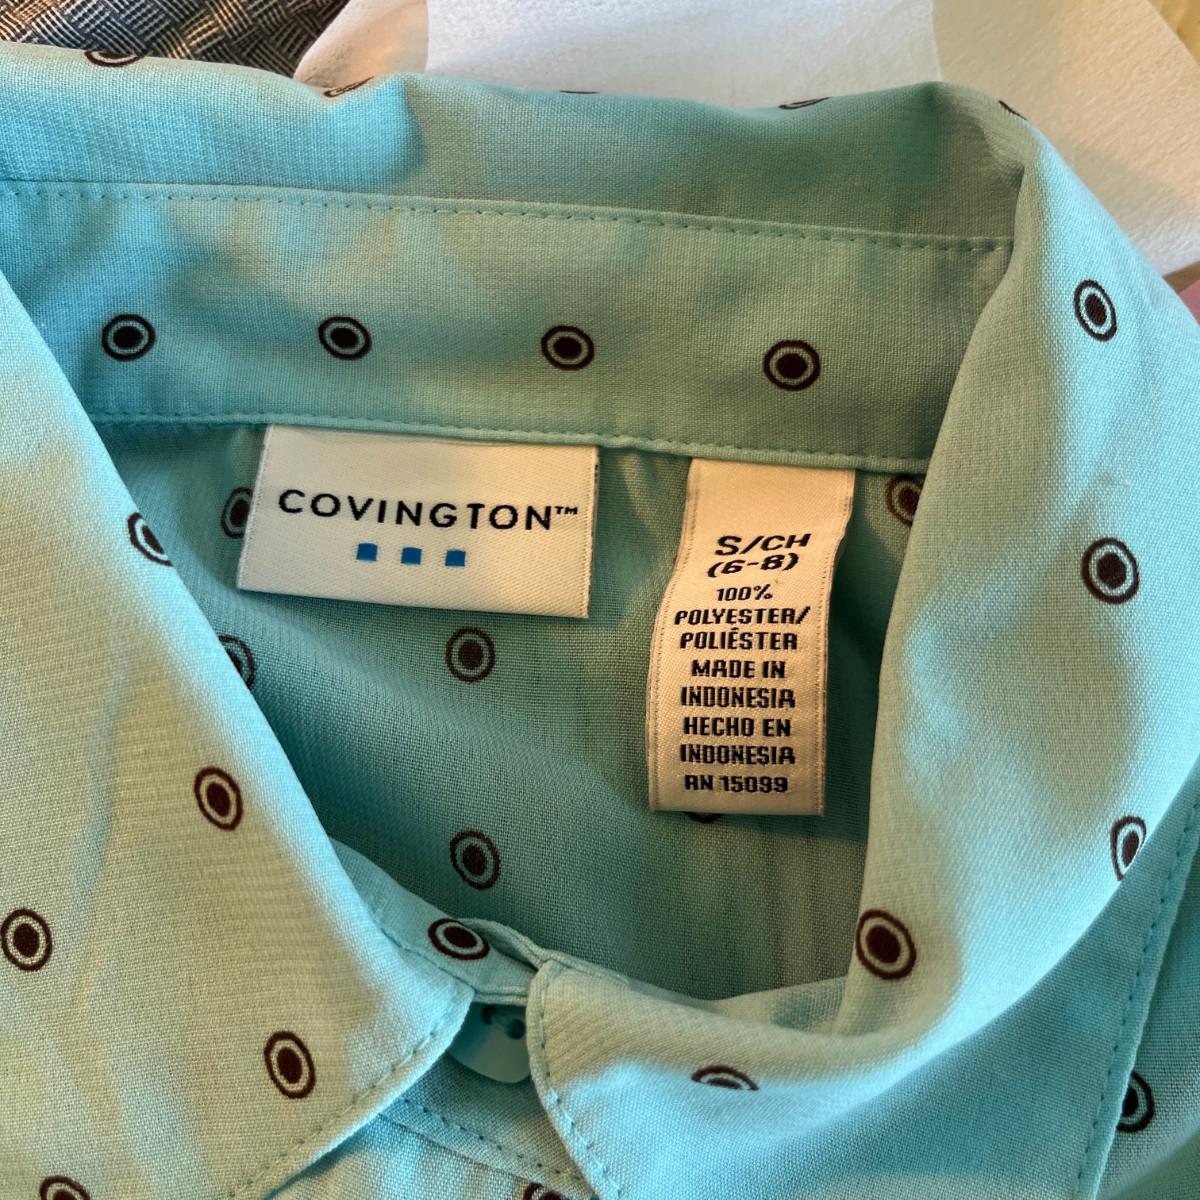 COVINGTON™
S/CH
(6-8)
100%
POLYESTER/
POLIÉSTER
MADE IN
INDONESIA
HECHO EN
INDONESIA
RN 15099